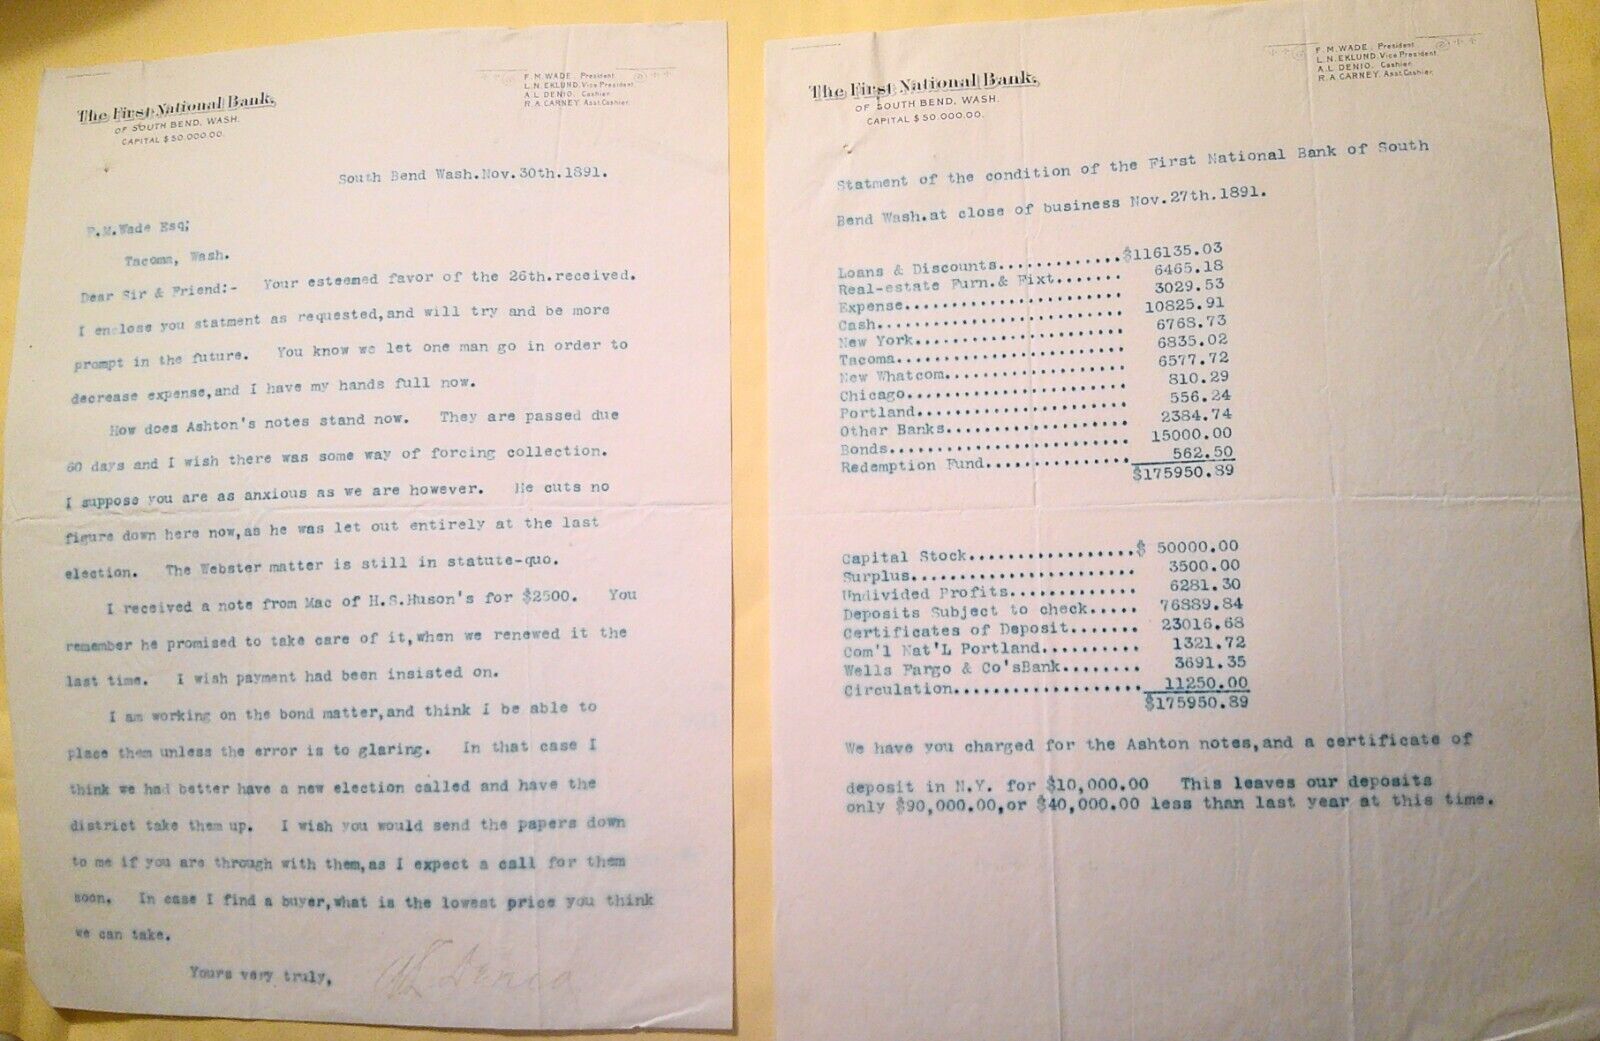 The First National Bank.
OF SOUTH BEND, WASH.
CAPITAL $50.000.00.
F. M. WADE, President
L. N. EKLUND, Vice President
A. L. DENIO, Cashier
R. A. CARNEY, Asst. Cashier.
South Bend Wash.Nov.30th.1891.
F.M.Wade Esq;
Tacoma, Wash.
Dear Sir & Friend:- Your esteemed favor of the 26th.received.
I enclose you statment as requested,and will try and be more
prompt in the future. You know we let one man go in order to
decrease expense,and I have my hands full now.
How does Ashton's notes stand now. They are passed due
60 days and I wish there was some way of forcing collection.
I suppose you are as anxious as we are however. He cuts no
figure down here now,as he was let out entirely at the last
election. The Webster matter is still in statute-quo.
I received a note from Mac of H.S.Huson's for $2500. You
remember he promised to take care of it,when we renewed it the
last time. I wish payment had been insisted on.
I am working on the bond matter,and think I be able to
place them unless the error is to glaring. In that case I
think we had better have a new election called and have the
district take them up. I wish you would send the papers down
to me if you are through with them,as I expect a call for them
soon. In case I find a buyer,what is the lowest price you think
we can take.
Yours very truly,
A L Denio
The First National Bank.
OF SOUTH BEND, WASH.
CAPITAL $50.000.00.
F. M. WADE, President
L. N. EKLUND, Vice President
A. L. DENIO, Cashier
R. A. CARNEY, Asst. Cashier.
Statment of the condition of the First National Bank of South
Bend Wash.at close of business Nov.27th.1891.
Loans & Discounts.............$116135.03
Real-estate Furn.& Fixt....... 6465.18
Expense....................... 3029.53
Cash.......................... 10825.91
New York...................... 6768.73
Tacoma........................ 6835.02
New Whatcom................... 6577.72
Chicago....................... 810.29
Portland...................... 556.24
Other Banks................... 2384.74
Bonds......................... 15000.00
Redemption Fund............... 562.50
$175950.89
Capital Stock.................$ 50000.00
Surplus....................... 3500.00
Undivided Profits............. 6281.30
Deposits Subject to check..... 76889.84
Certificates of Deposit....... 23016.68
Com'l Nat'L Portland.......... 1321.72
Wells Fargo & Co'sBank........ 3691.35
Circulation................... 11250.00
$175950.89
We have you charged for the Ashton notes,and a certificate of
deposit in N.Y. for $10,000.00 This leaves our deposits
only $90,000.00,or $40,000.00 less than last year at this time.